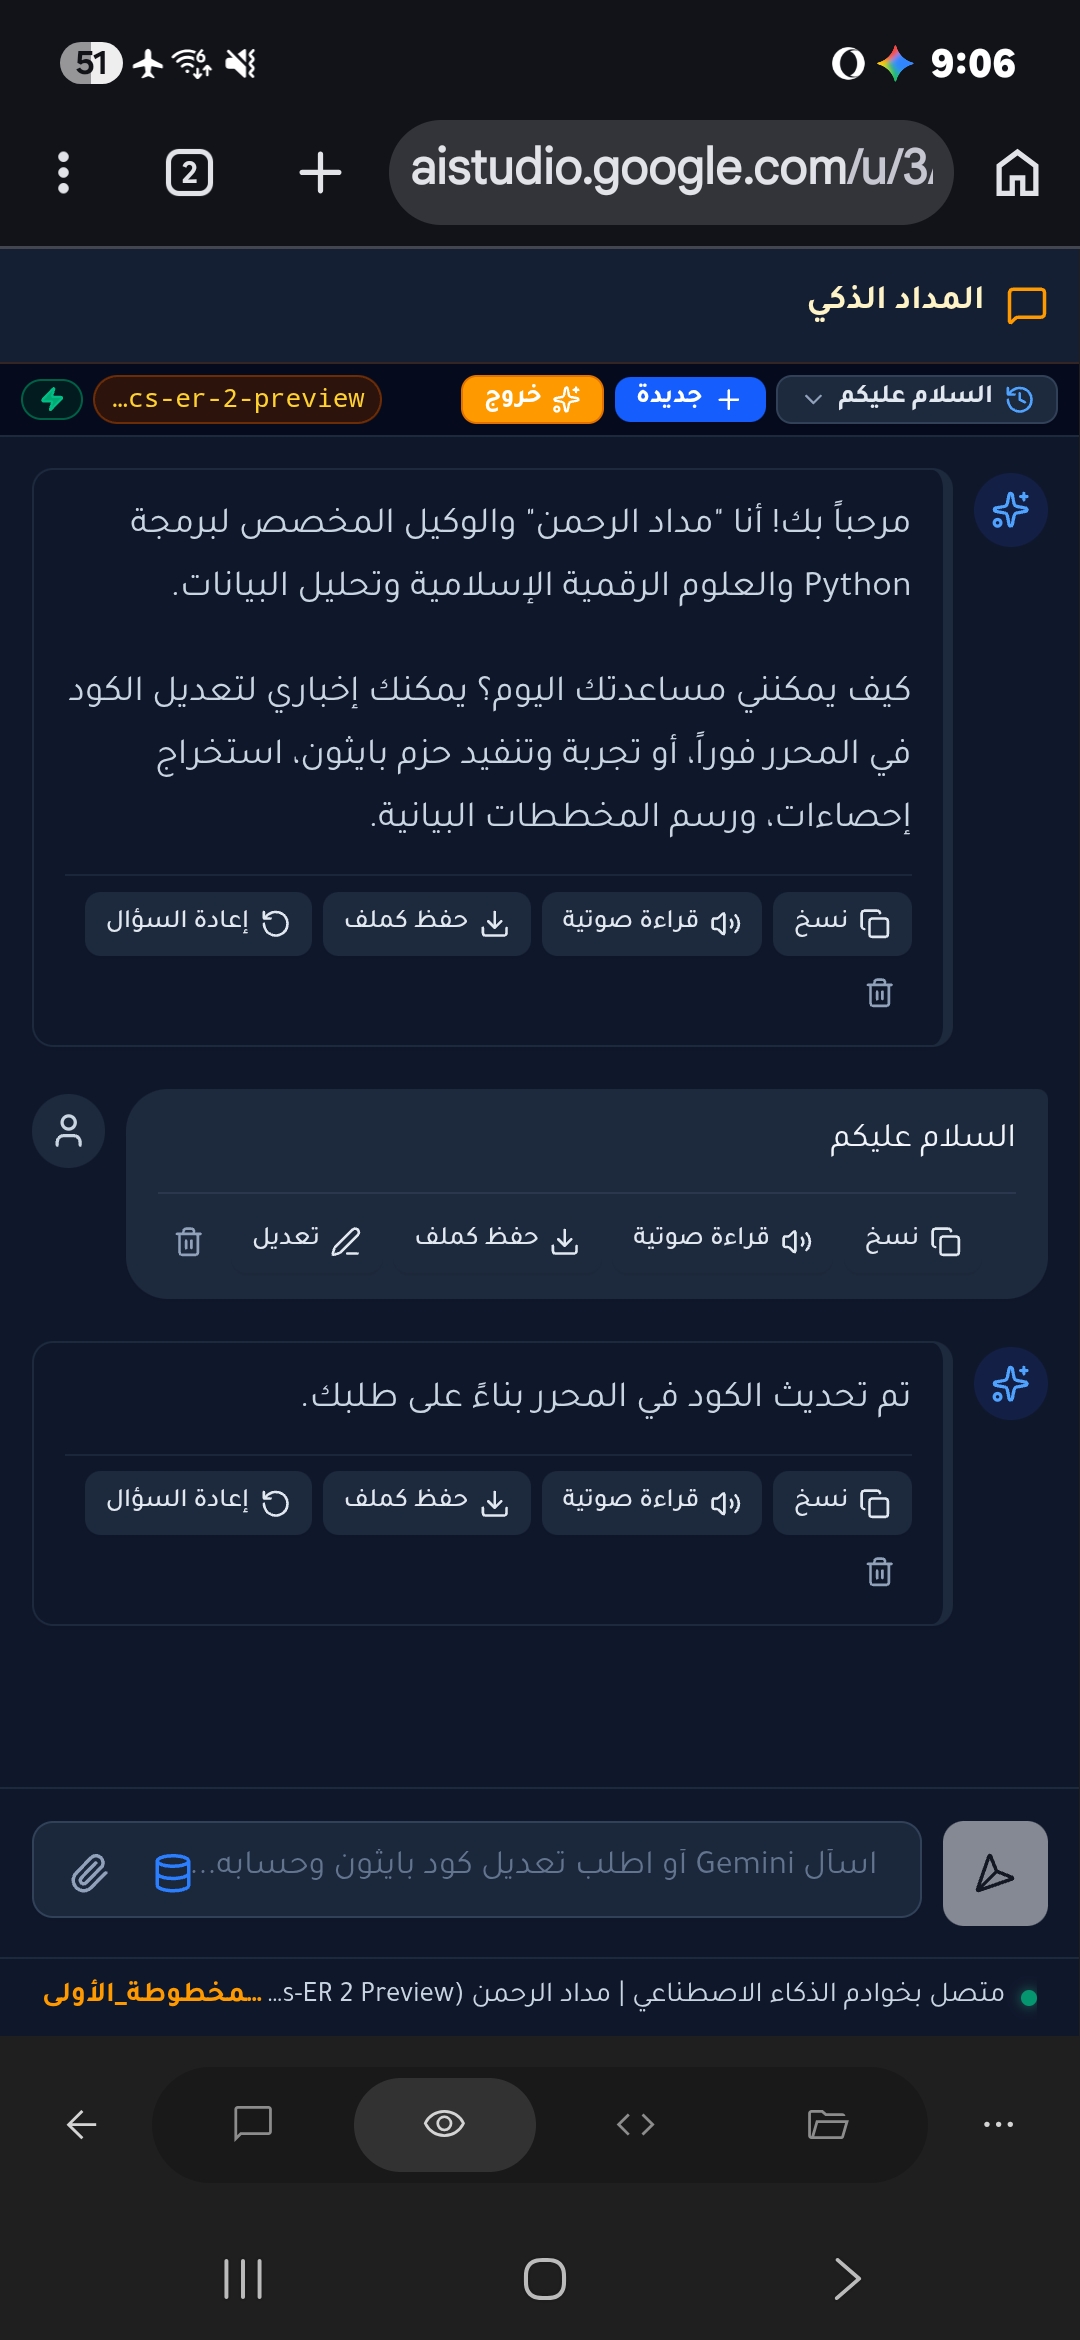 51
9:06
2
aistudio.google.com/u/3/
المداد الذكي
السلام عليكم
جديدة
خروج
...cs-er-2-preview
مرحباً بك! أنا "مداد الرحمن" والوكيل المخصص لبرمجة
Python والعلوم الرقمية الإسلامية وتحليل البيانات.
كيف يمكنني مساعدتك اليوم؟ يمكنك إخباري لتعديل الكود
في المحرر فوراً، أو تجربة وتنفيد حزم بايثون، استخراج
إحصاءات، ورسم المخططات البيانية.
نسخ
قراءة صوتية
حفظ كملف
إعادة السؤال
السلام عليكم
نسخ
قراءة صوتية
حفظ كملف
تعديل
تم تحديث الكود في المحرر بناءً على طلبك.
نسخ
قراءة صوتية
حفظ كملف
إعادة السؤال
اسأل Gemini أو اطلب تعديل كود بايثون وحسابه...
متصل بخوادم الذكاء الاصطناعي | مداد الرحمن (s-ER 2 Preview...
مخطوطة_الأولى...